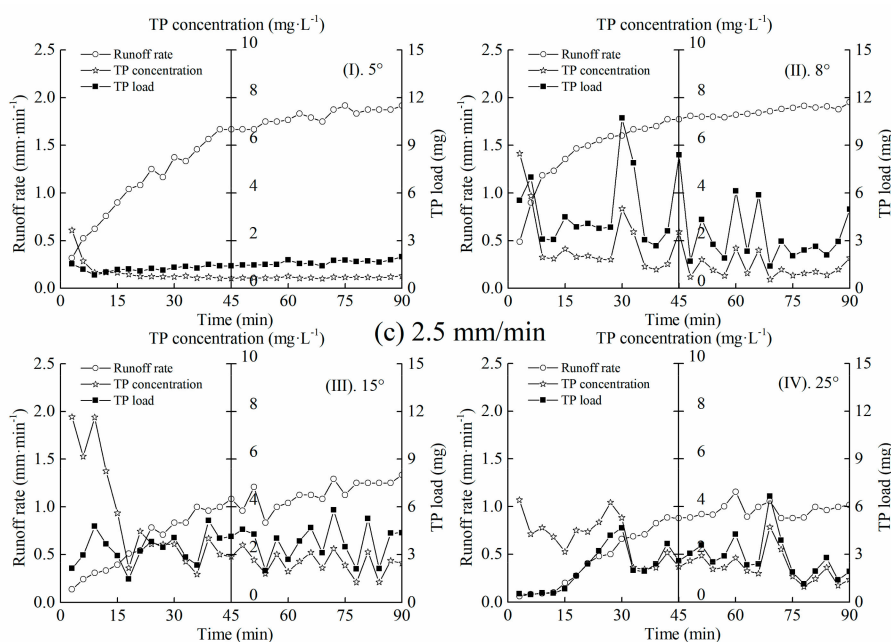 TP concentration (mg·L⁻¹)
Runoff rate
TP concentration
TP load
(I). 5°
Runoff rate (mm·min⁻¹)
0.0 0.5 1.0 1.5 2.0 2.5
0 2 4 6 8 10
0 3 6 9 12 15
TP load (mg)
0 15 30 45 60 75 90
Time (min)
TP concentration (mg·L⁻¹)
Runoff rate
TP concentration
TP load
(II). 8°
Runoff rate (mm·min⁻¹)
0.0 0.5 1.0 1.5 2.0 2.5
0 2 4 6 8 10
0 3 6 9 12 15
TP load (mg)
0 15 30 45 60 75 90
Time (min)
(c) 2.5 mm/min
TP concentration (mg·L⁻¹)
Runoff rate
TP concentration
TP load
(III). 15°
Runoff rate (mm·min⁻¹)
0.0 0.5 1.0 1.5 2.0 2.5
0 2 4 6 8 10
0 3 6 9 12 15
TP load (mg)
0 15 30 45 60 75 90
Time (min)
TP concentration (mg·L⁻¹)
Runoff rate
TP concentration
TP load
(IV). 25°
Runoff rate (mm·min⁻¹)
0.0 0.5 1.0 1.5 2.0 2.5
0 2 4 6 8 10
0 3 6 9 12 15
TP load (mg)
0 15 30 45 60 75 90
Time (min)